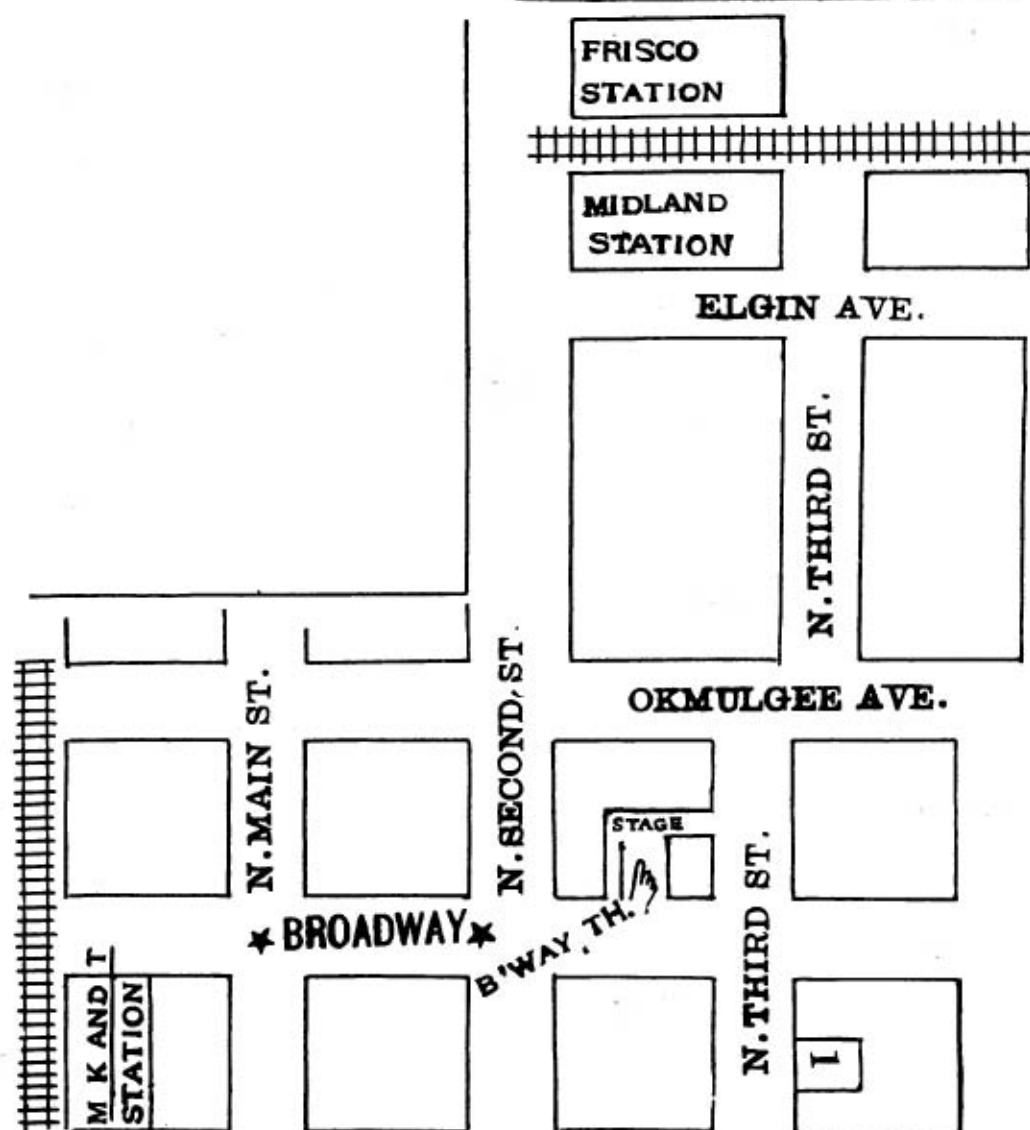 FRISCO
STATION
MIDLAND
STATION
ELGIN AVE.
N. THIRD ST.
OKMULGEE AVE.
N. MAIN ST.
N. SECOND, ST
STAGE
N. THIRD ST.
★ BROADWAY ★
B'WAY, TH.
M K AND T
STATION
1